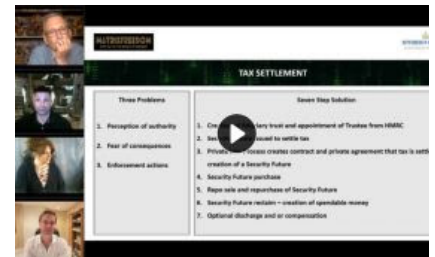 MATRIXFREEDOM
TAX SETTLEMENT
Three Problems
1. Perception of authority
2. Fear of consequences
3. Enforcement actions
Seven Step Solution
1. trust and appointment of Trustee from HMRC
2. issued to settle tax
3. Private creates contract and private agreement that tax is
creation of a Security Future
4. Security Future purchase
5. Repo sale and repurchase of Security Future
6. Security Future reclaim – creation of spendable money
7. Optional discharge and or compensation